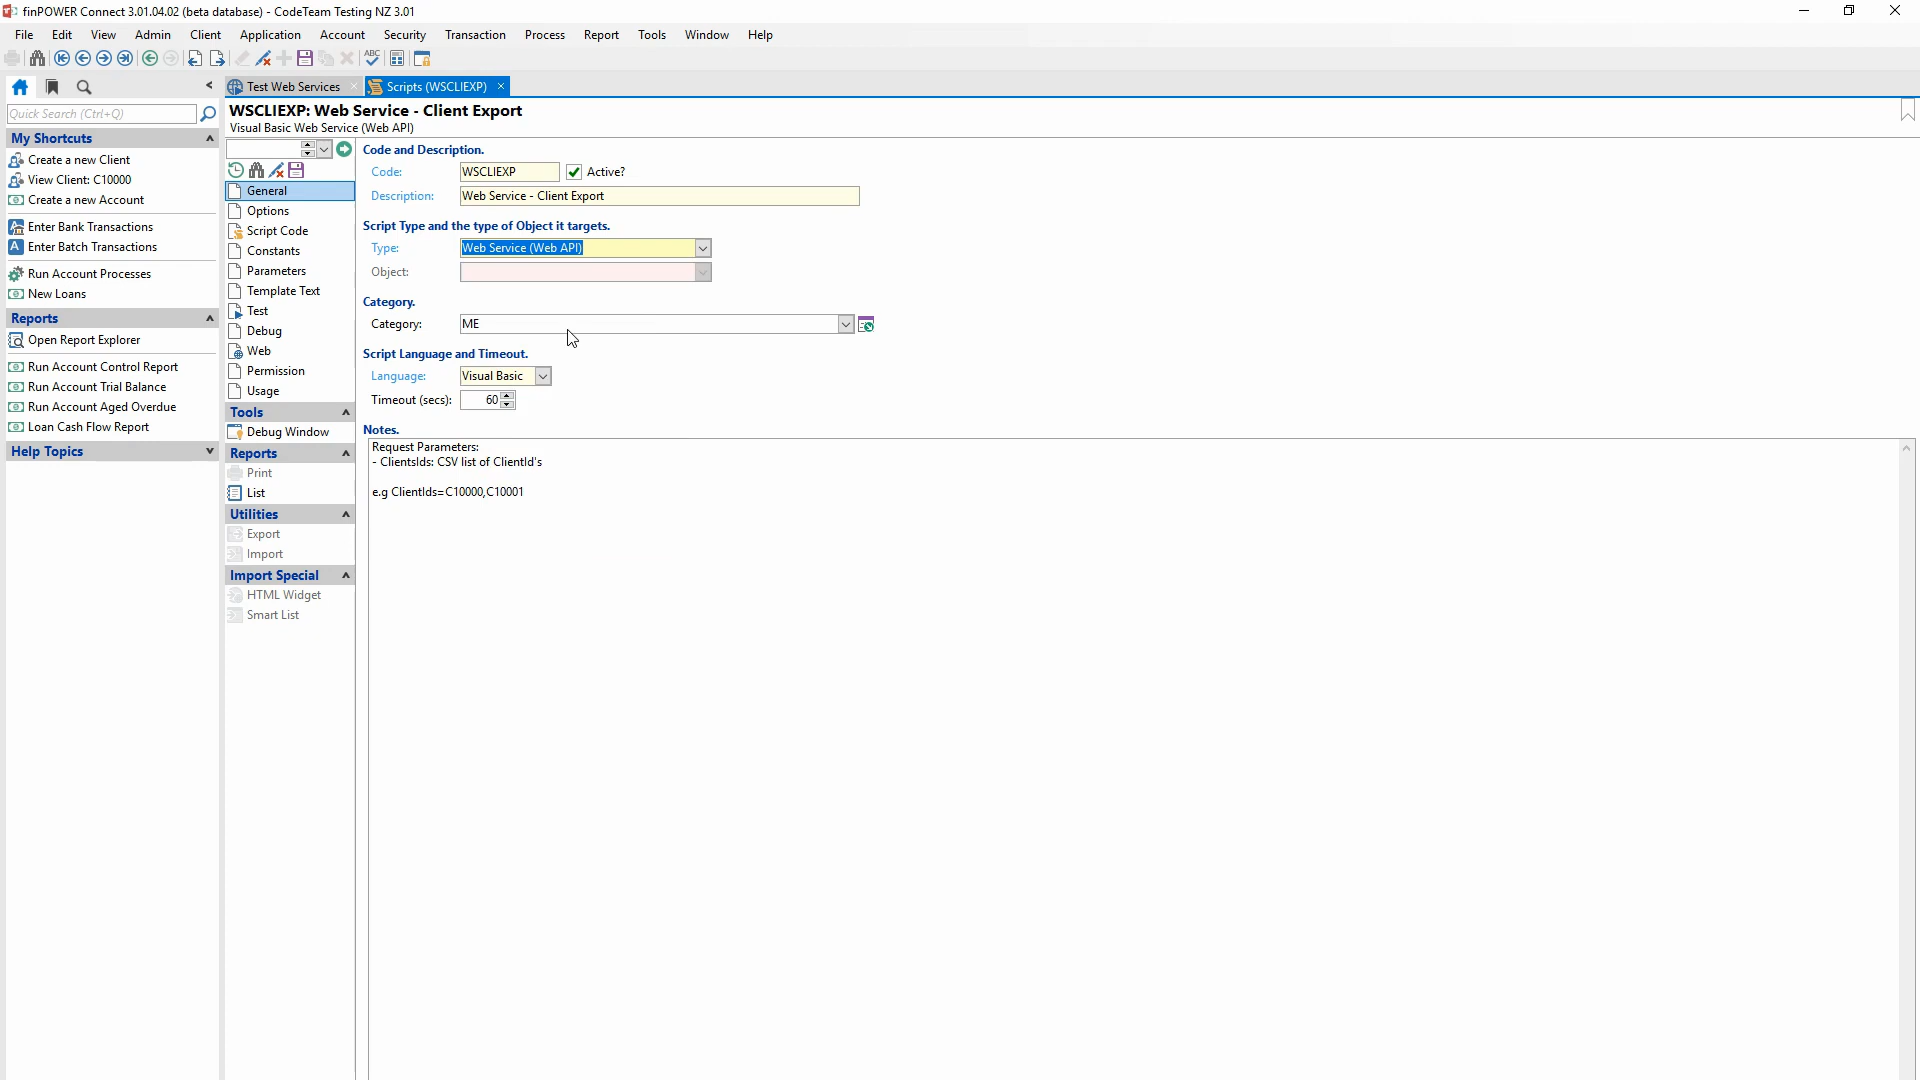 finPOWER Connect 3.01.04.02 (beta database) - CodeTeam Testing NZ 3.01
File Edit View Admin Client Application Account Security Transaction Process Report Tools Window Help
ABC
Test Web Services
Scripts (WSCLIEXP)
Quick Search (Ctrl+Q)
My Shortcuts
Create a new Client
View Client: C10000
Create a new Account
Enter Bank Transactions
Enter Batch Transactions
Run Account Processes
New Loans
Reports
Open Report Explorer
Run Account Control Report
Run Account Trial Balance
Run Account Aged Overdue
Loan Cash Flow Report
Help Topics
WSCLIEXP: Web Service - Client Export
Visual Basic Web Service (Web API)
General
Options
Script Code
Constants
Parameters
Template Text
Test
Debug
Web
Permission
Usage
Tools
Debug Window
Reports
Print
List
Utilities
Export
Import
Import Special
HTML Widget
Smart List
Code and Description.
Code: WSCLIEXP Active?
Description: Web Service - Client Export
Script Type and the type of Object it targets.
Type: Web Service (Web API)
Object:
Category.
Category: ME
Script Language and Timeout.
Language: Visual Basic
Timeout (secs): 60
Notes.
Request Parameters:
- ClientsIds: CSV list of ClientId's
e.g ClientIds=C10000,C10001